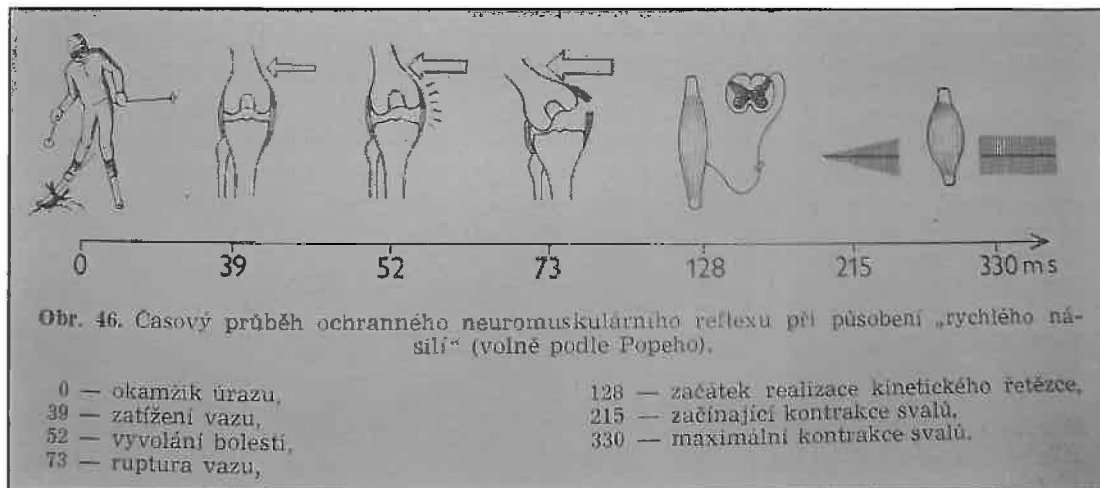 0 39 52 73 128 215 330 ms
Obr. 46. Časový průběh ochranného neuromuskulárního reflexu při působení „rychlého ná-
silí“ (volně podle Popeho).
0 — okamžik úrazu,
39 — zatížení vazu,
52 — vyvolání bolesti,
73 — ruptura vazu,
128 — začátek realizace kinetického řetězce,
215 — začínající kontrakce svalů,
330 — maximální kontrakce svalů.